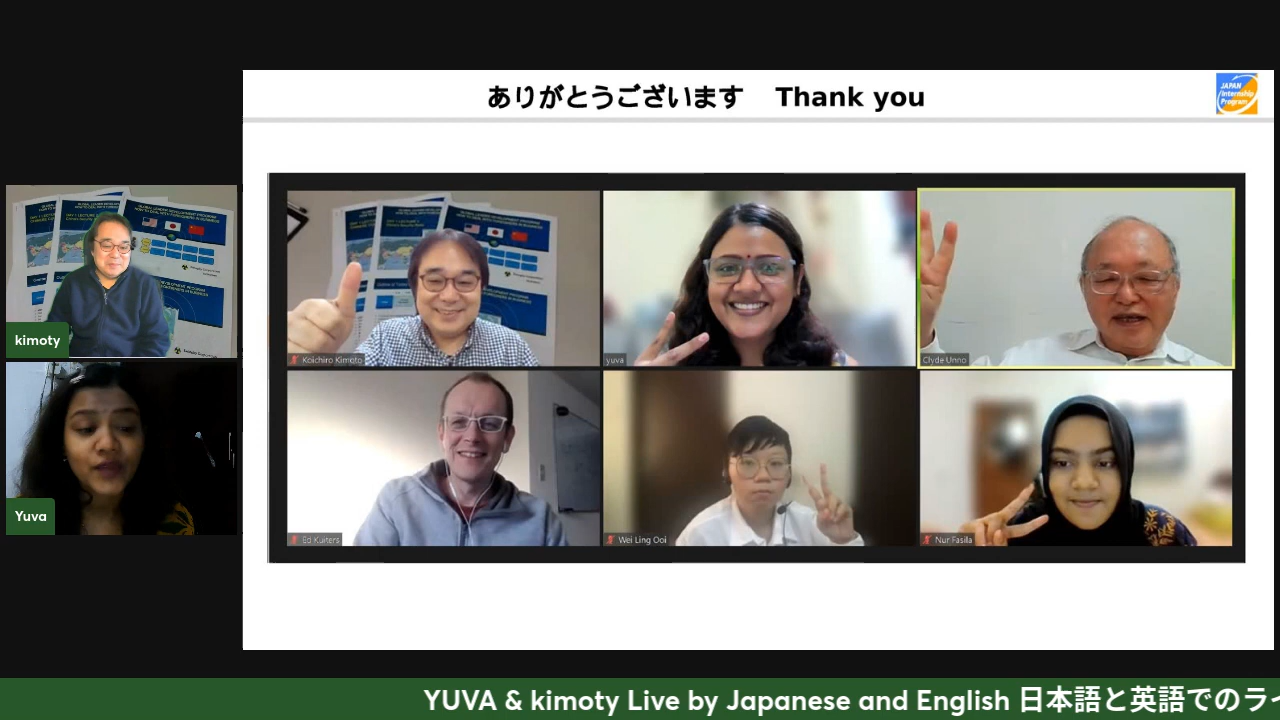 ありがとうございます Thank you
JAPAN
Internship
Program
kimoty
Yuva
Koichiro Kimoto
yuva
Clyde Unno
Ed Kuiters
Wei Ling Ooi
Nur Fasila
YUVA & kimoty Live by Japanese and English 日本語と英語でのライ